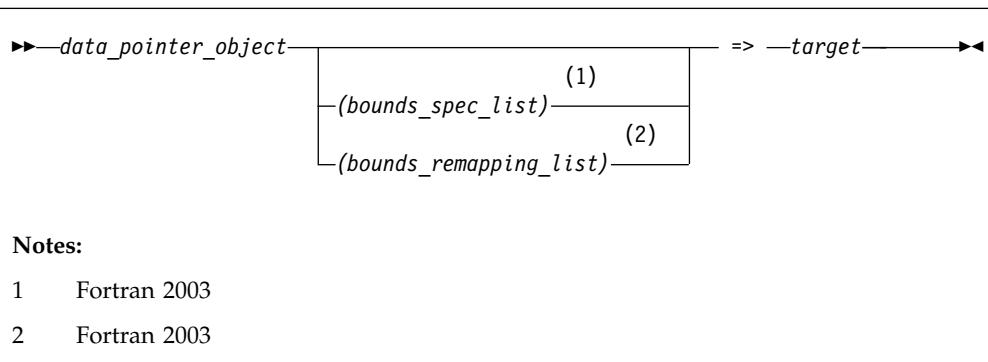 data_pointer_object => target
(1)
(bounds_spec_list)
(2)
(bounds_remapping_list)
Notes:
1 Fortran 2003
2 Fortran 2003